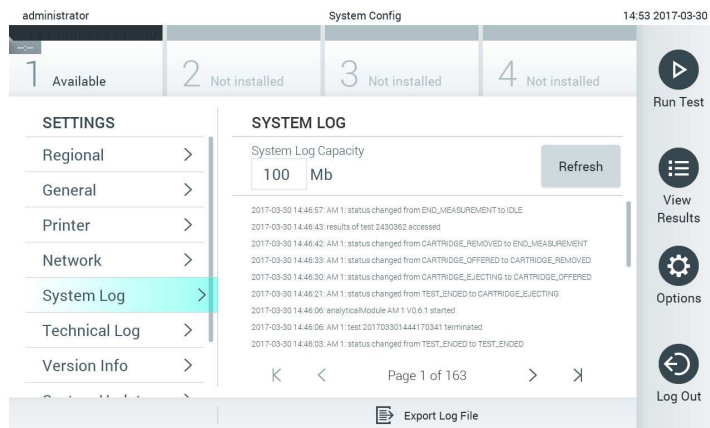 administrator
System Config
14:53 2017-03-30
--:--
1 Available
2 Not installed
3 Not installed
4 Not installed
Run Test
View Results
Options
Log Out
SETTINGS
Regional
General
Printer
Network
System Log
Technical Log
Version Info
SYSTEM LOG
System Log Capacity
100 Mb
Refresh
2017-03-30 14:46:57: AM 1: status changed from END_MEASUREMENT to IDLE
2017-03-30 14:46:43: results of test 2430362 accessed
2017-03-30 14:46:42: AM 1: status changed from CARTRIDGE_REMOVED to END_MEASUREMENT
2017-03-30 14:46:33: AM 1: status changed from CARTRIDGE_OFFERED to CARTRIDGE_REMOVED
2017-03-30 14:46:30: AM 1: status changed from CARTRIDGE_EJECTING to CARTRIDGE_OFFERED
2017-03-30 14:46:21: AM 1: status changed from TEST_ENDED to CARTRIDGE_EJECTING
2017-03-30 14:46:06: analyticalModule AM 1 V0.6.1 started
2017-03-30 14:46:06: AM 1: test 201703301444170341 terminated
2017-03-30 14:46:03: AM 1: status changed from TEST_ENDED to TEST_ENDED
Page 1 of 163
Export Log File